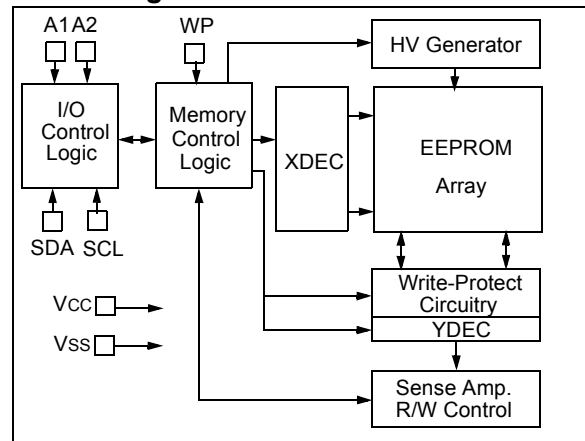 A1 A2
WP
HV Generator
I/O
Control
Logic
Memory
Control
Logic
XDEC
EEPROM
Array
SDA
SCL
Write-Protect
Circuitry
YDEC
VCC
VSS
Sense Amp.
R/W Control